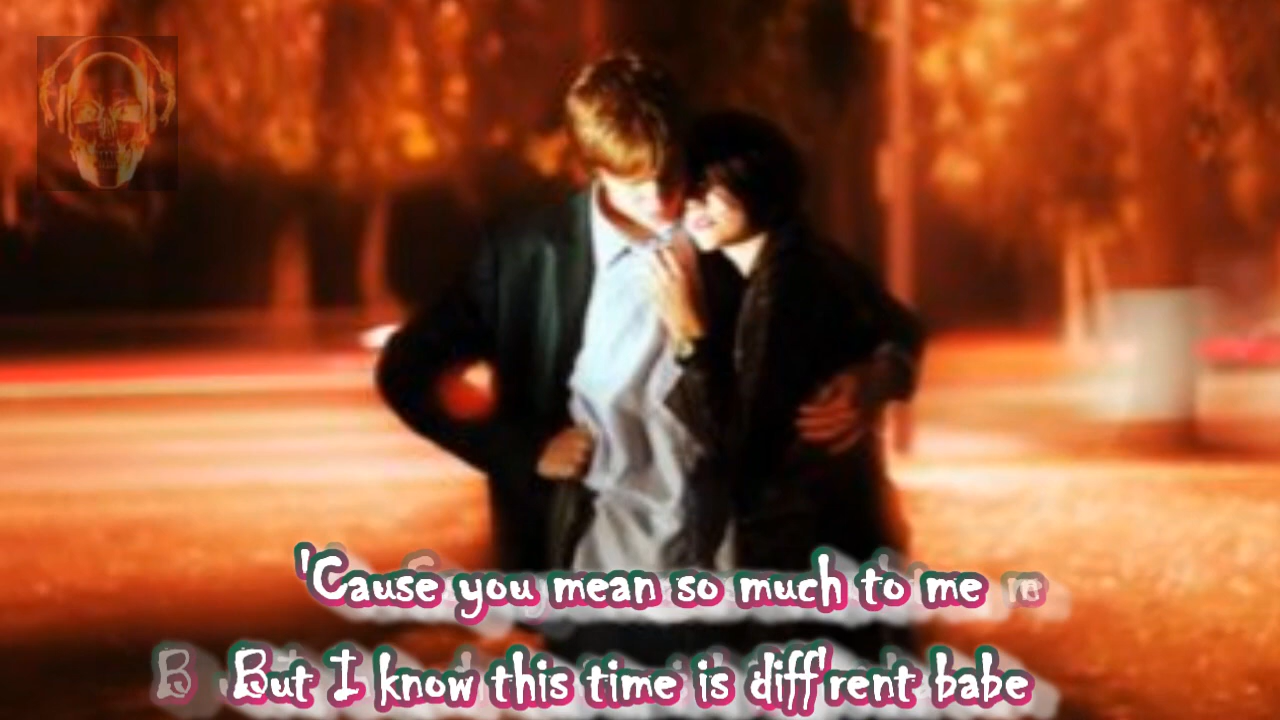 'Cause you mean so much to me
But I know this time is diff'rent babe